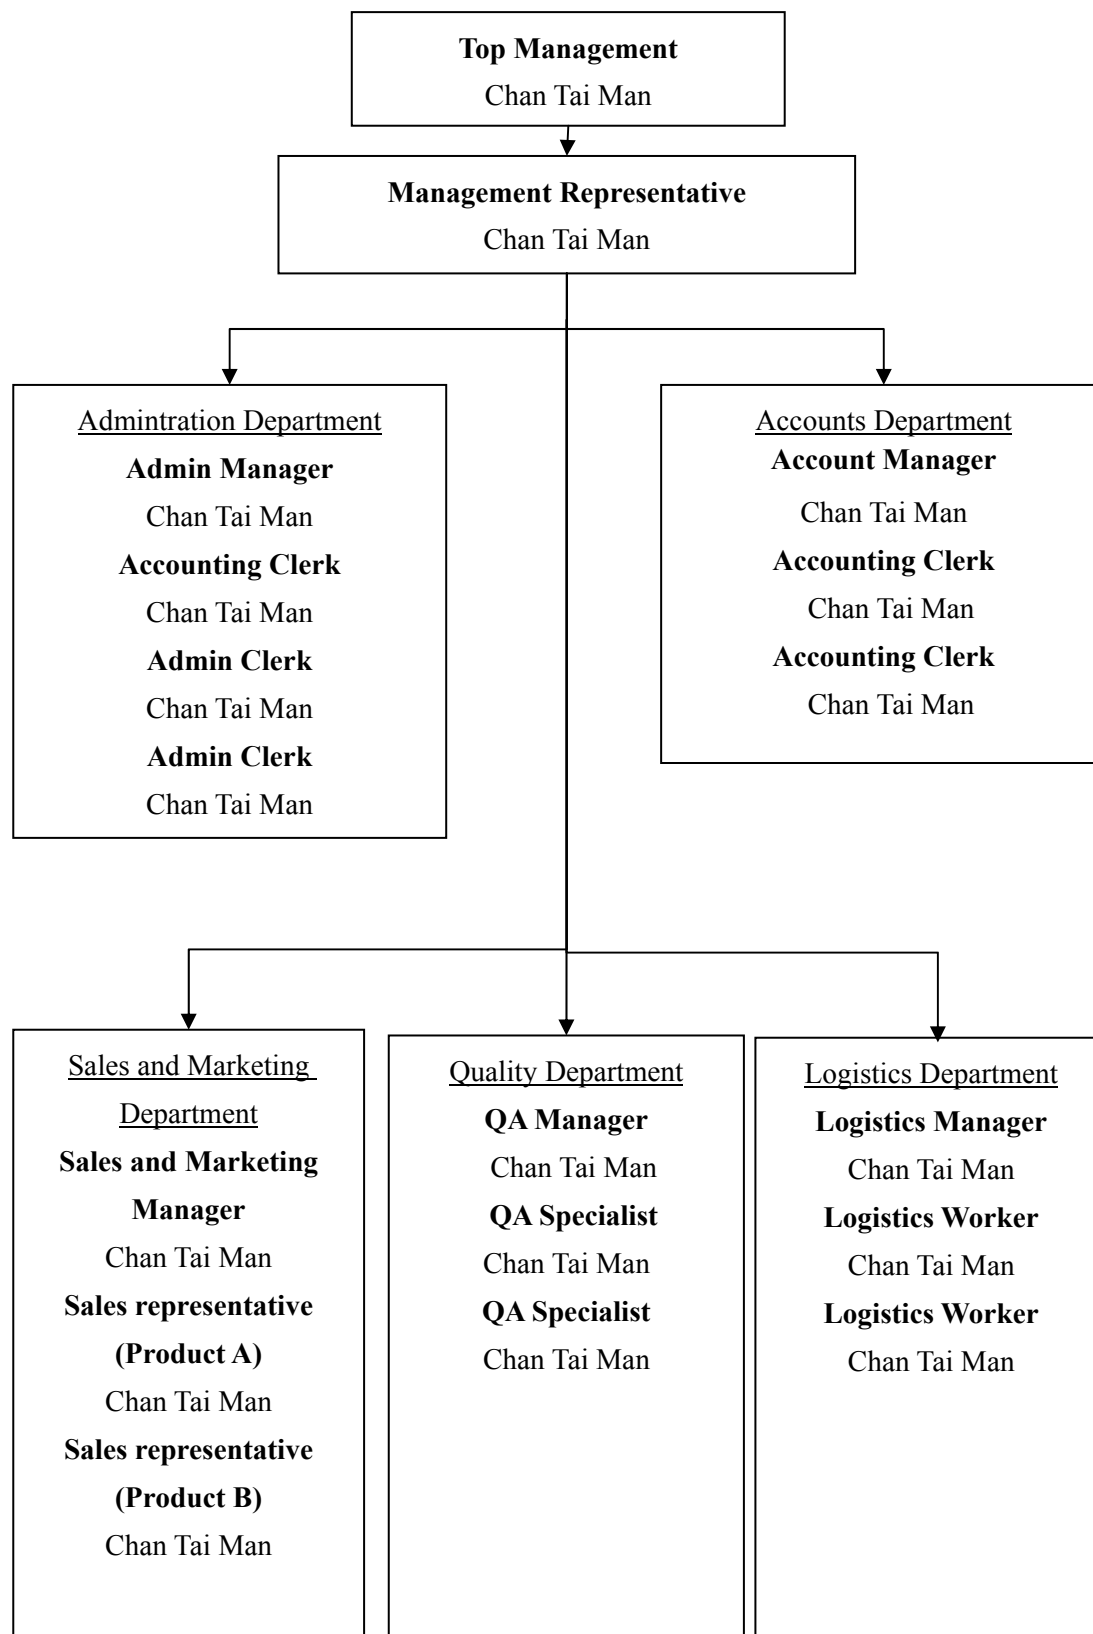 Top Management
Chan Tai Man
Management Representative
Chan Tai Man
Admintration Department
Admin Manager
Chan Tai Man
Accounting Clerk
Chan Tai Man
Admin Clerk
Chan Tai Man
Admin Clerk
Chan Tai Man
Accounts Department
Account Manager
Chan Tai Man
Accounting Clerk
Chan Tai Man
Accounting Clerk
Chan Tai Man
Sales and Marketing
Department
Sales and Marketing
Manager
Chan Tai Man
Sales representative
(Product A)
Chan Tai Man
Sales representative
(Product B)
Chan Tai Man
Quality Department
QA Manager
Chan Tai Man
QA Specialist
Chan Tai Man
QA Specialist
Chan Tai Man
Logistics Department
Logistics Manager
Chan Tai Man
Logistics Worker
Chan Tai Man
Logistics Worker
Chan Tai Man